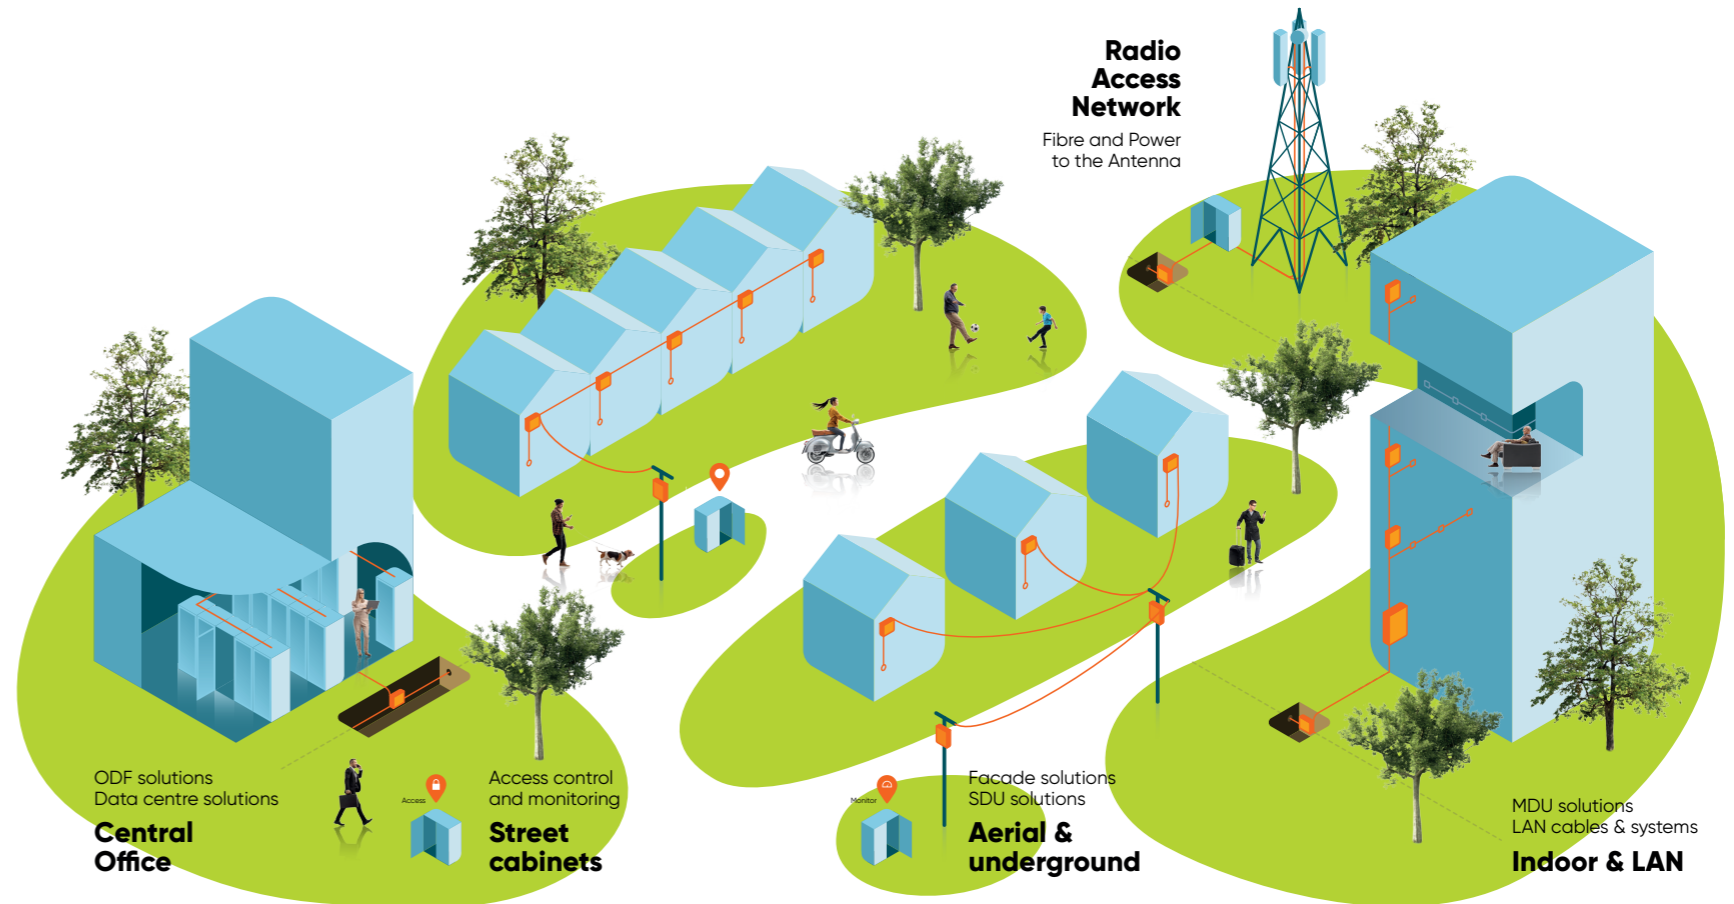 Radio
Access
Network
Fibre and Power
to the Antenna
ODF solutions
Data centre solutions
Central
Office
Access
Access control
and monitoring
Street
cabinets
Monitor
Facade solutions
SDU solutions
Aerial &
underground
MDU solutions
LAN cables & systems
Indoor & LAN